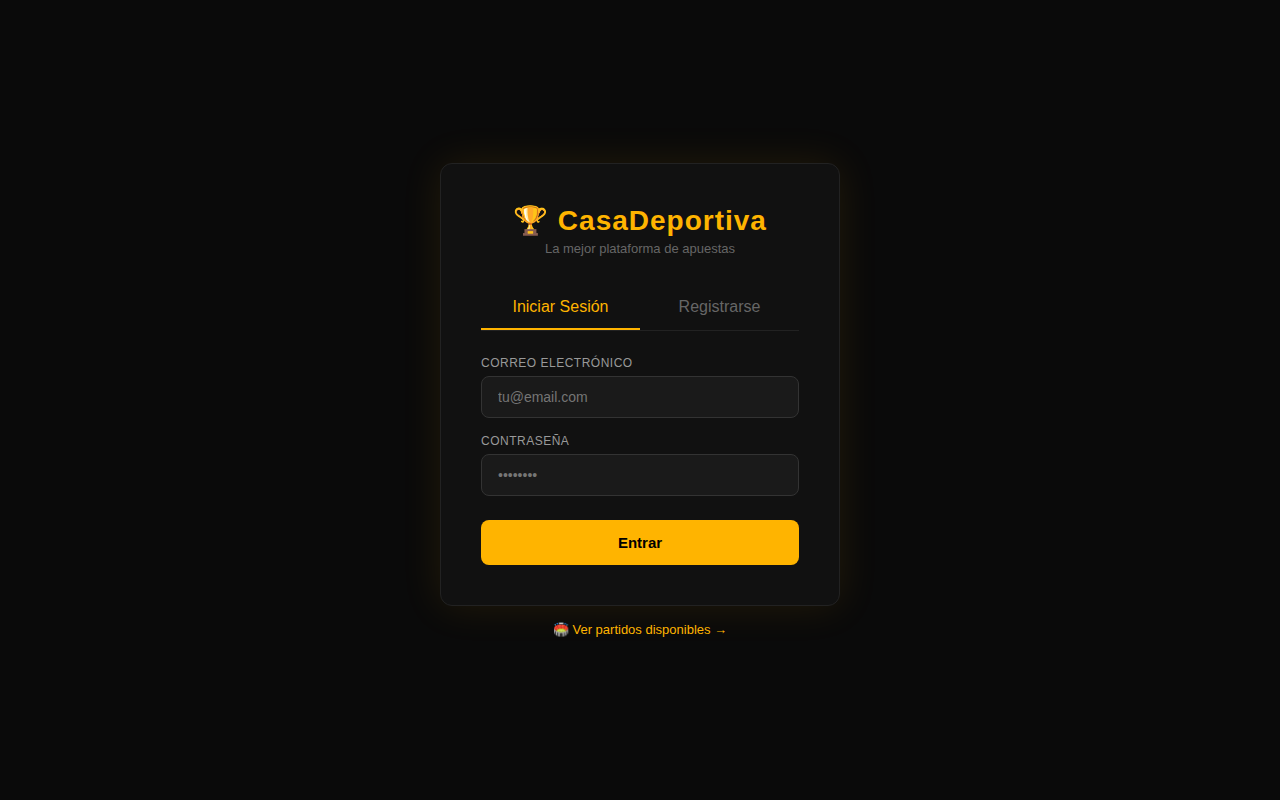 🏆 CasaDeportiva
La mejor plataforma de apuestas
Iniciar Sesión Registrarse
CORREO ELECTRÓNICO
tu@email.com
CONTRASEÑA
••••••••
Entrar
🏟️ Ver partidos disponibles →